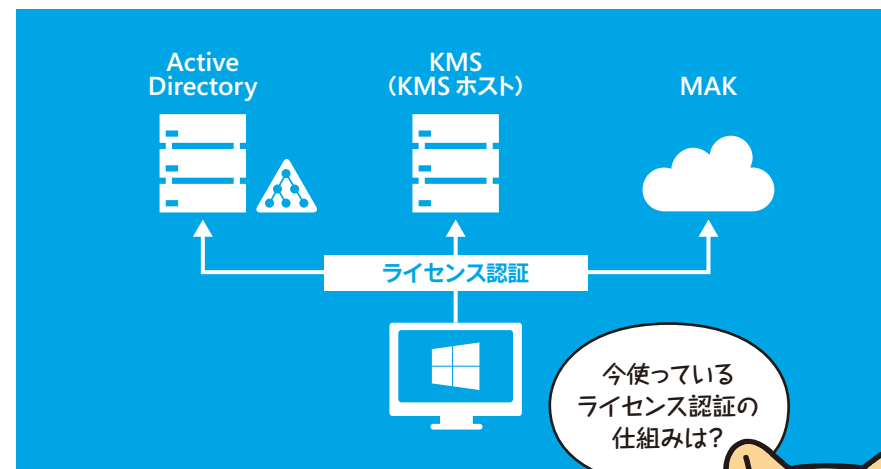 Active
Directory
KMS
(KMS ホスト)
MAK
ライセンス認証
今使っている
ライセンス認証の
仕組みは?